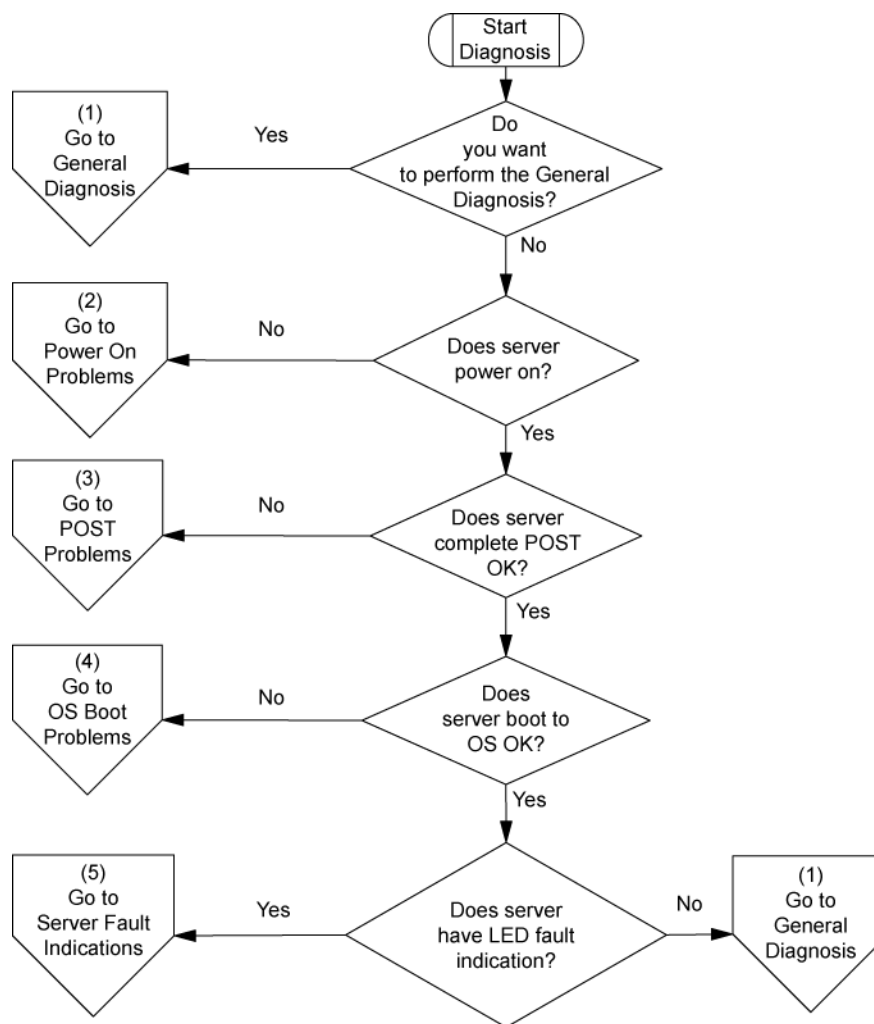 Start
Diagnosis
(1)
Go to
General
Diagnosis
Yes
Do
you want
to perform the General
Diagnosis?
No
(2)
Go to
Power On
Problems
No
Does server
power on?
Yes
(3)
Go to
POST
Problems
No
Does server
complete POST
OK?
Yes
(4)
Go to
OS Boot
Problems
No
Does
server boot to
OS OK?
Yes
(5)
Go to
Server Fault
Indications
Yes
Does server
have LED fault
indication?
No
(1)
Go to
General
Diagnosis